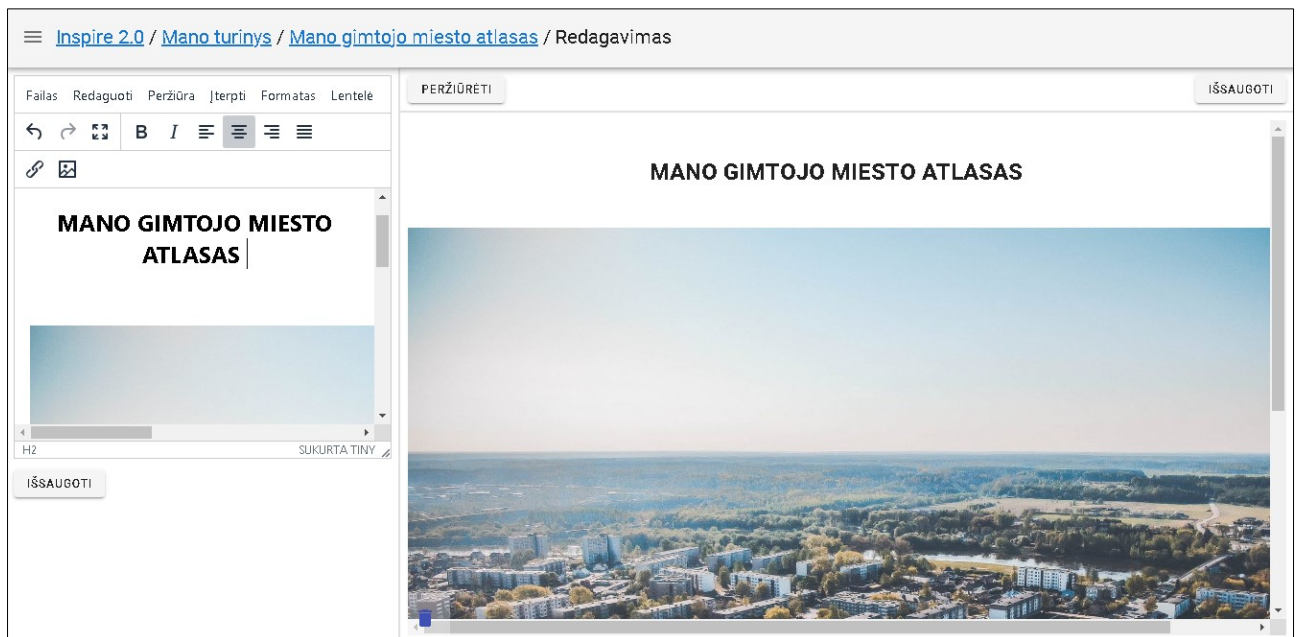 Inspire 2.0 / Mano turinys / Mano gimtojo miesto atlasas / Redagavimas
Failas Redaguoti Peržiūra Įterpti Formatas Lentelė
B I
MANO GIMTOJO MIESTO
ATLASAS
H2 SUKURTA TINY
IŠSAUGOTI
PERŽIŪRĖTI IŠSAUGOTI
MANO GIMTOJO MIESTO ATLASAS